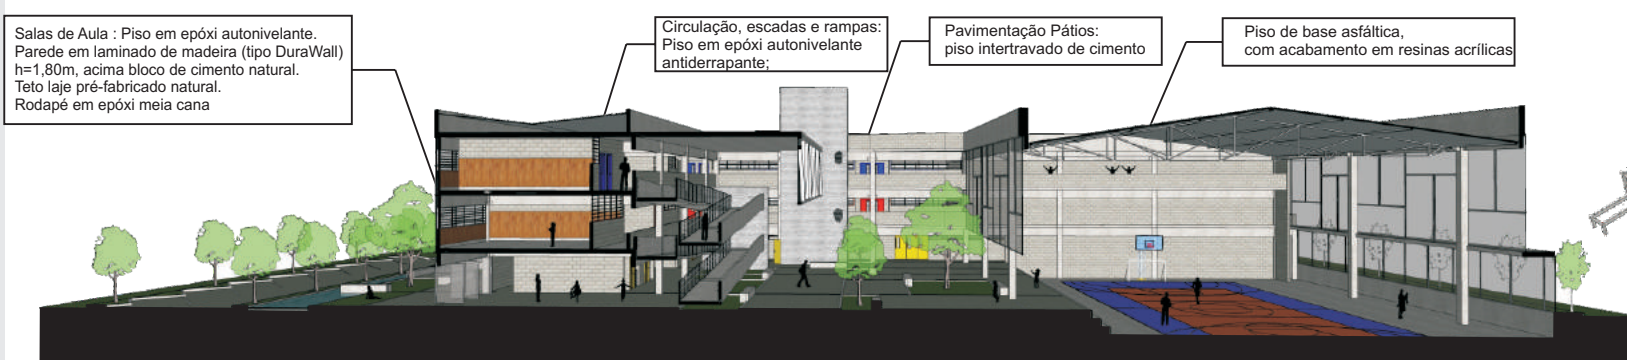 Salas de Aula : Piso em epóxi autonivelante.
Parede em laminado de madeira (tipo DuraWall)
h=1,80m, acima bloco de cimento natural.
Teto laje pré-fabricado natural.
Rodapé em epóxi meia cana
Circulação, escadas e rampas:
Piso em epóxi autonivelante
antiderrapante;
Pavimentação Pátios:
piso intertravado de cimento
Piso de base asfáltica,
com acabamento em resinas acrílicas